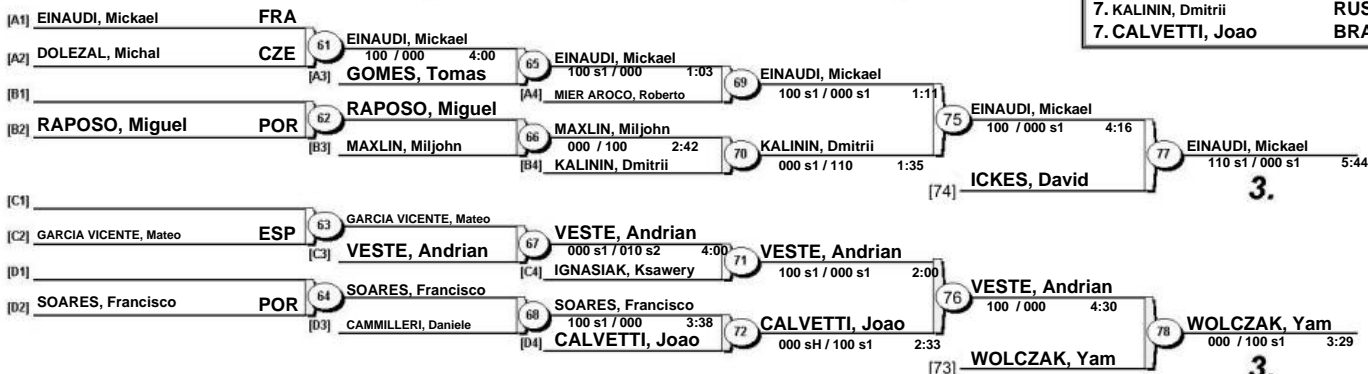 7. KALININ, Dmitrii RUS
7. CALVETTI, Joao BRA
[A1] EINAUDI, Mickael FRA
61 EINAUDI, Mickael
[A2] DOLEZAL, Michal CZE
100 / 000 4:00
65 EINAUDI, Mickael
[A3] GOMES, Tomas
100 s1 / 000 1:03
69 EINAUDI, Mickael
[A4] MIER AROCO, Roberto
100 s1 / 000 s1 1:11
[B1]
62 RAPOSO, Miguel
75 EINAUDI, Mickael
[B2] RAPOSO, Miguel POR
66 MAXLIN, Miljohn
100 / 000 s1 4:16
[B3] MAXLIN, Miljohn
000 / 100 2:42
70 KALININ, Dmitrii
77 EINAUDI, Mickael
[B4] KALININ, Dmitrii
000 s1 / 110 1:35
110 s1 / 000 s1 5:44
[74] ICKES, David
3.
[C1]
63 GARCIA VICENTE, Mateo
[C2] GARCIA VICENTE, Mateo ESP
67 VESTE, Andrian
[C3] VESTE, Andrian
000 s1 / 010 s2 4:00
71 VESTE, Andrian
[C4] IGNASIAK, Ksawery
100 s1 / 000 s1 2:00
[D1]
64 SOARES, Francisco
76 VESTE, Andrian
[D2] SOARES, Francisco POR
68 SOARES, Francisco
100 / 000 4:30
[D3] CAMMILLERI, Daniele
100 s1 / 000 3:38
72 CALVETTI, Joao
78 WOLCZAK, Yam
[D4] CALVETTI, Joao
000 sH / 100 s1 2:33
000 / 100 s1 3:29
[73] WOLCZAK, Yam
3.